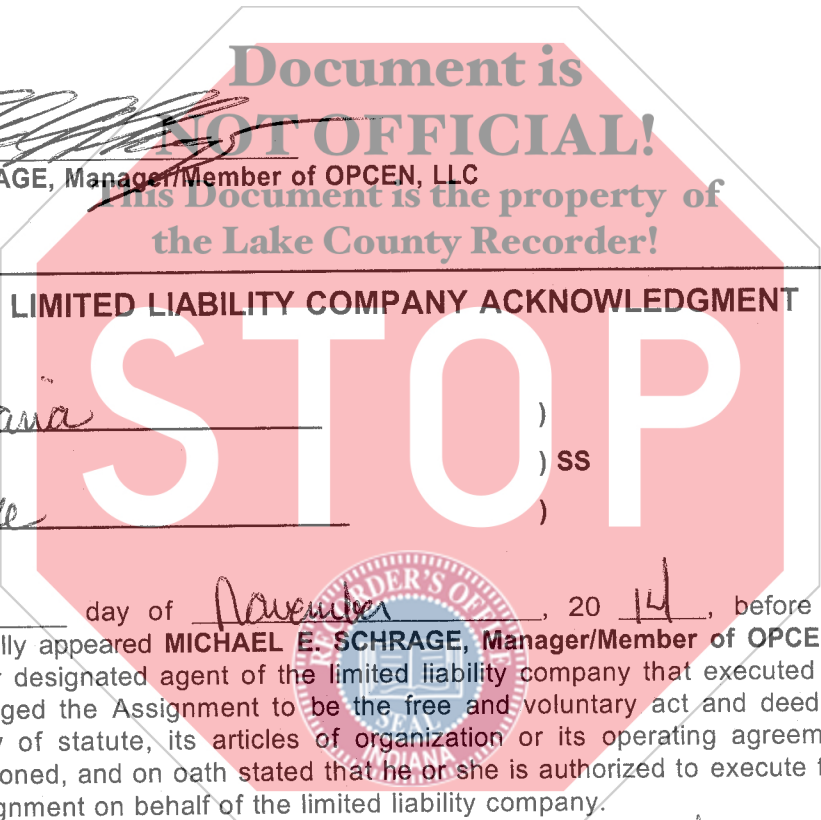 Document is
NOT OFFICIAL!
AGE, Manager/Member of OPCEN, LLC
This Document is the property of
the Lake County Recorder!
LIMITED LIABILITY COMPANY ACKNOWLEDGMENT
STOP
)
) SS
)
day of November, 20 14, before
lly appeared MICHAEL E. SCHRAGE, Manager/Member of OPCE
designated agent of the limited liability company that executed
ged the Assignment to be the free and voluntary act and deed
y of statute, its articles of organization or its operating agreem
oned, and on oath stated that he or she is authorized to execute t
gnment on behalf of the limited liability company.
RECORDER'S OFFICE
SEAL
INDIANA